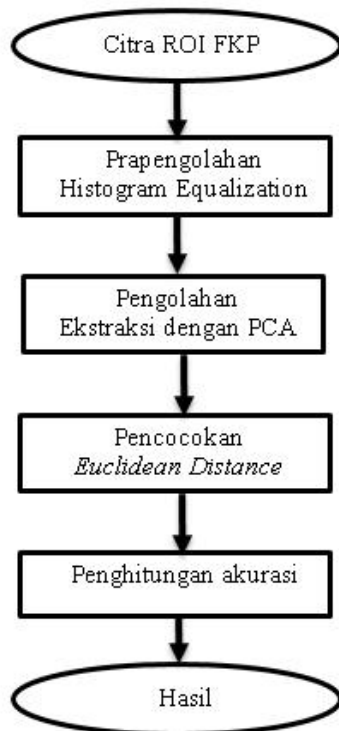 Citra ROI FKP
Prapengolahan
Histogram Equalization
Pengolahan
Ekstraksi dengan PCA
Pencocokan
Euclidean Distance
Penghitungan akurasi
Hasil